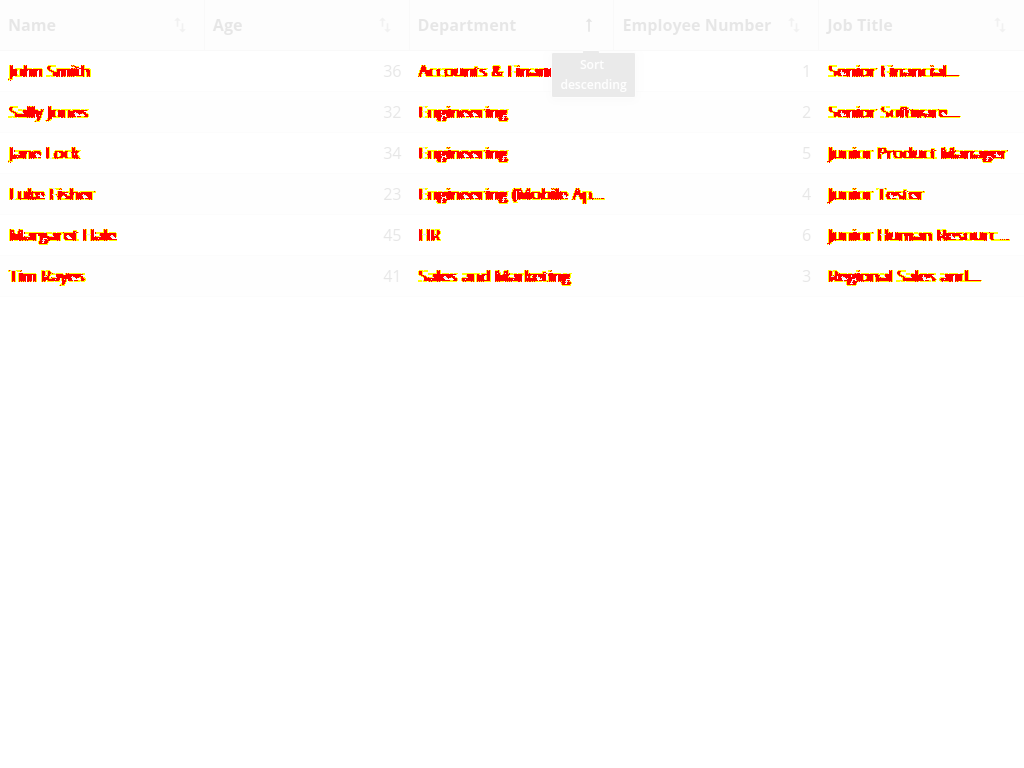 Name Age Department Employee Number Job Title
Sort descending
John Smith 36 Accounts & Finan 1 Senior Financial...
Sally Jones 32 Engineering 2 Senior Software...
Jane Lock 34 Engineering 5 Junior Product Manager
Luke Fisher 23 Engineering (Mobile Ap... 4 Junior Tester
Margaret Hale 45 HR 6 Junior Human Resourc...
Tim Bayes 41 Sales and Marketing 3 Regional Sales and...